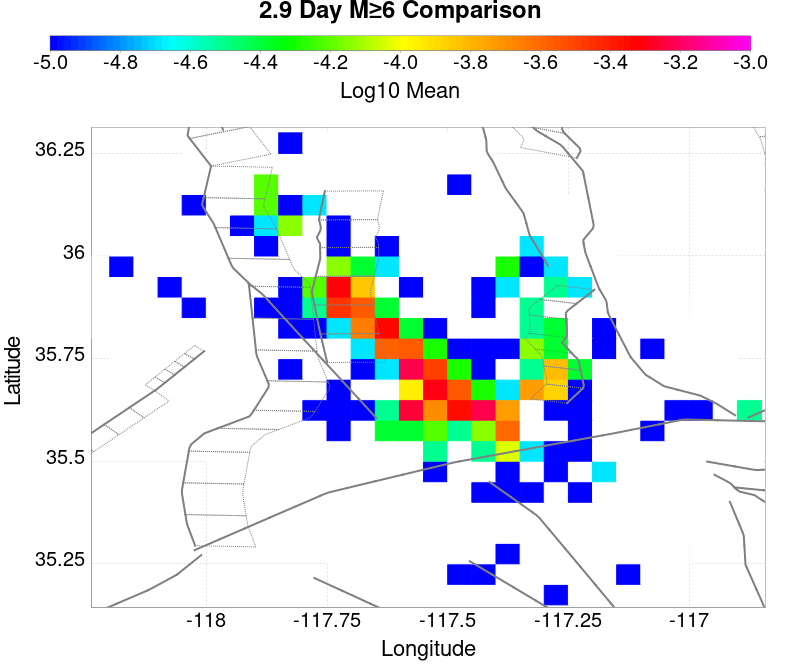 2.9 Day M≥6 Comparison
-5.0 -4.8 -4.6 -4.4 -4.2 -4.0 -3.8 -3.6 -3.4 -3.2 -3.0
Log10 Mean
36.25
36
35.75
35.5
35.25
Latitude
-118 -117.75 -117.5 -117.25 -117
Longitude